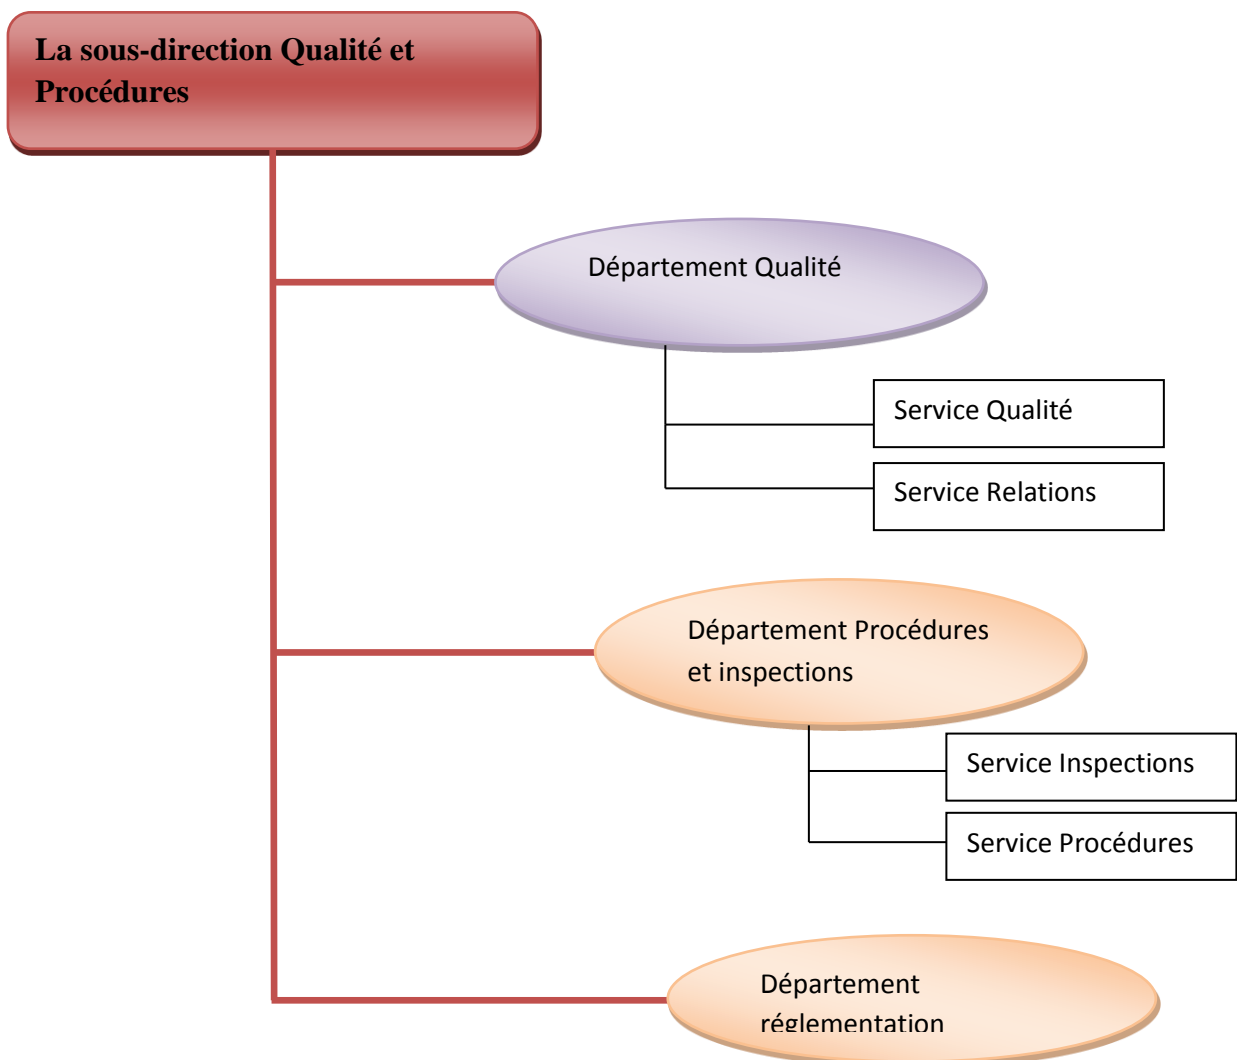 La sous-direction Qualité et
Procédures
Département Qualité
Service Qualité
Service Relations
Département Procédures
et inspections
Service Inspections
Service Procédures
Département
réglementation